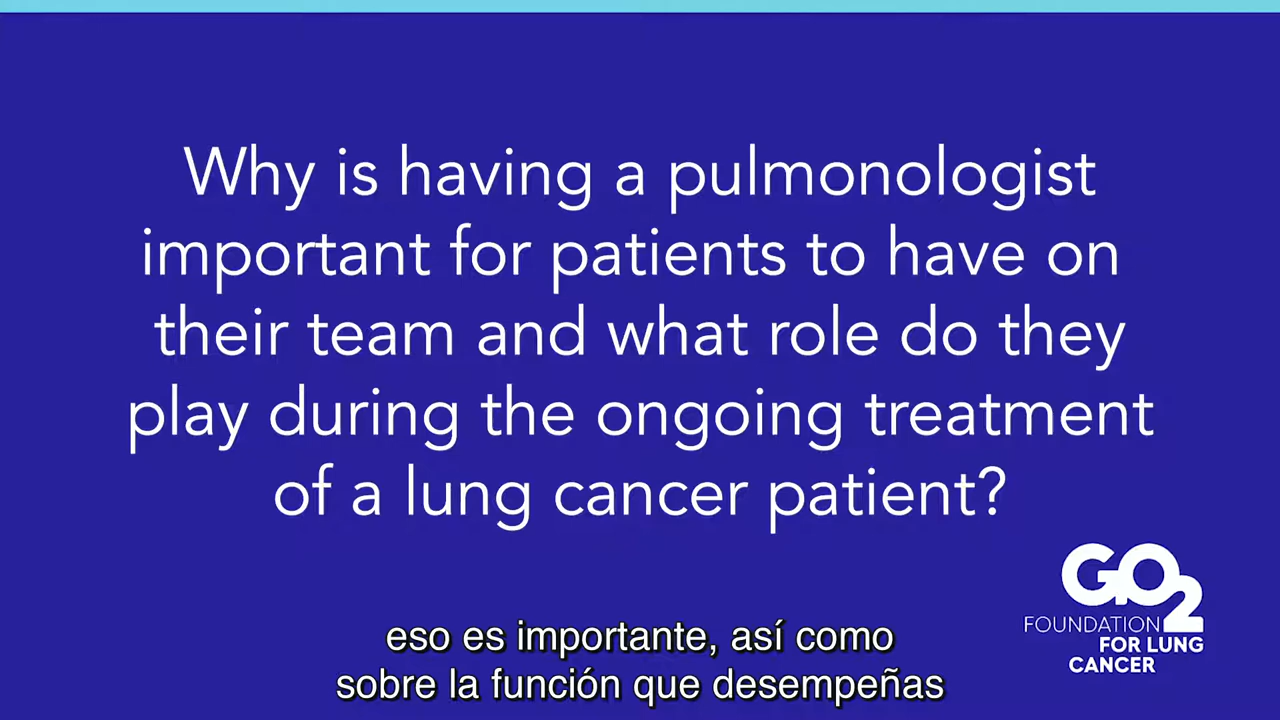 Why is having a pulmonologist
important for patients to have on
their team and what role do they
play during the ongoing treatment
of a lung cancer patient?
GO2
FOUNDATION
FOR LUNG
CANCER
eso es importante, así como
sobre la función que desempeñas